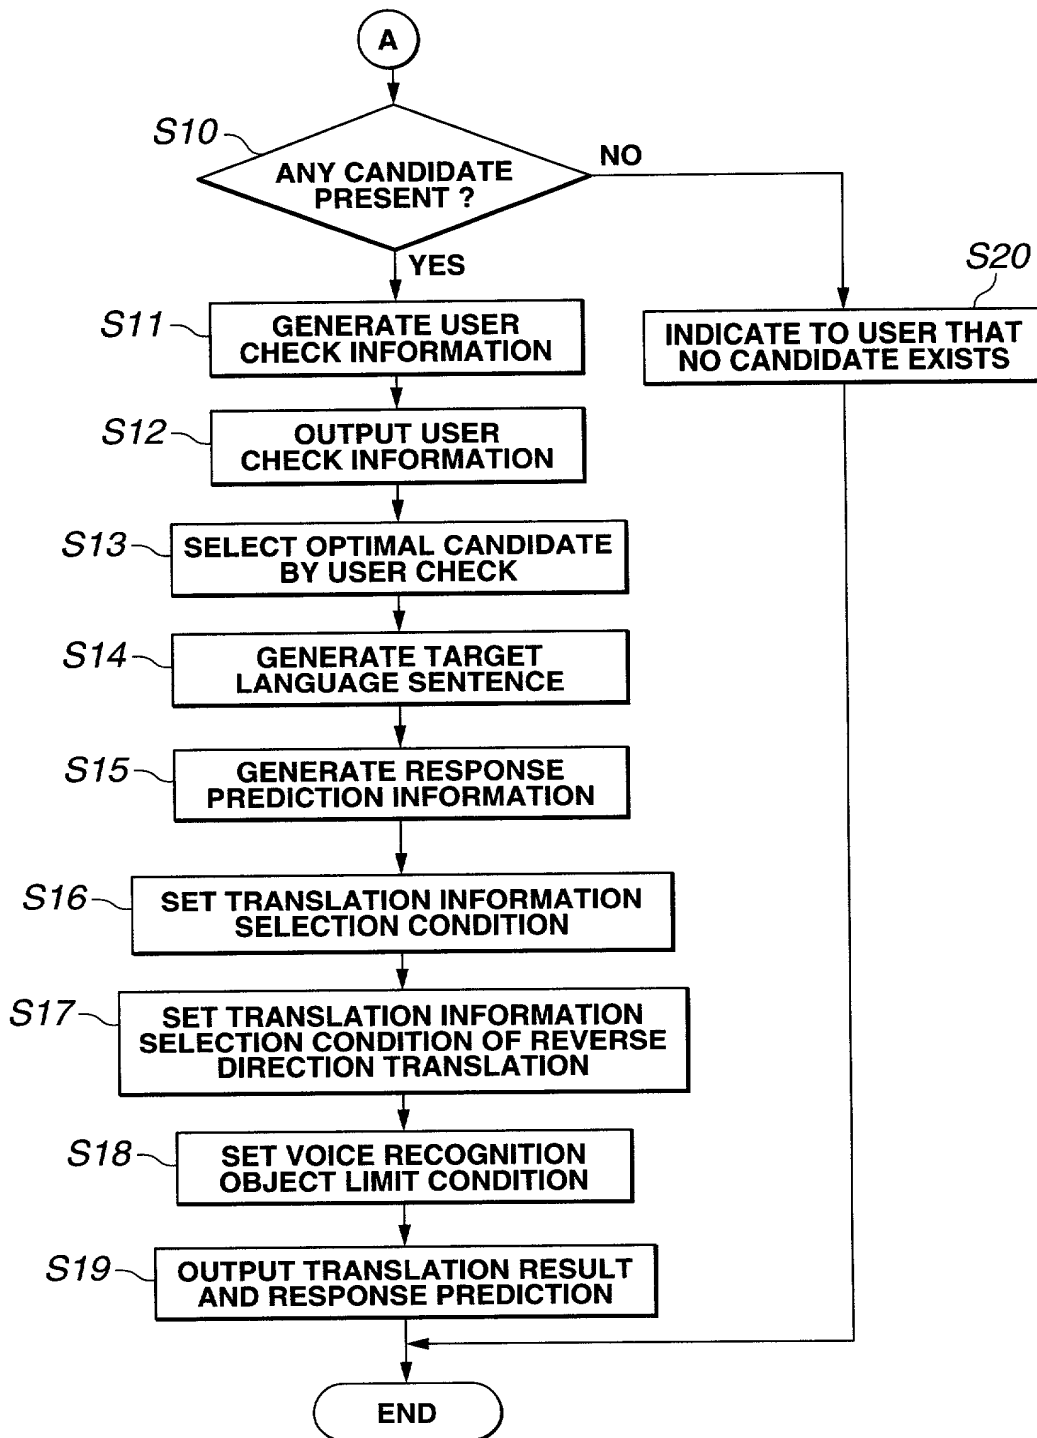 A
S10
ANY CANDIDATE
PRESENT ?
NO
YES
S20
S11
GENERATE USER
CHECK INFORMATION
INDICATE TO USER THAT
NO CANDIDATE EXISTS
S12
OUTPUT USER
CHECK INFORMATION
S13
SELECT OPTIMAL CANDIDATE
BY USER CHECK
S14
GENERATE TARGET
LANGUAGE SENTENCE
S15
GENERATE RESPONSE
PREDICTION INFORMATION
S16
SET TRANSLATION INFORMATION
SELECTION CONDITION
S17
SET TRANSLATION INFORMATION
SELECTION CONDITION OF REVERSE
DIRECTION TRANSLATION
S18
SET VOICE RECOGNITION
OBJECT LIMIT CONDITION
S19
OUTPUT TRANSLATION RESULT
AND RESPONSE PREDICTION
END